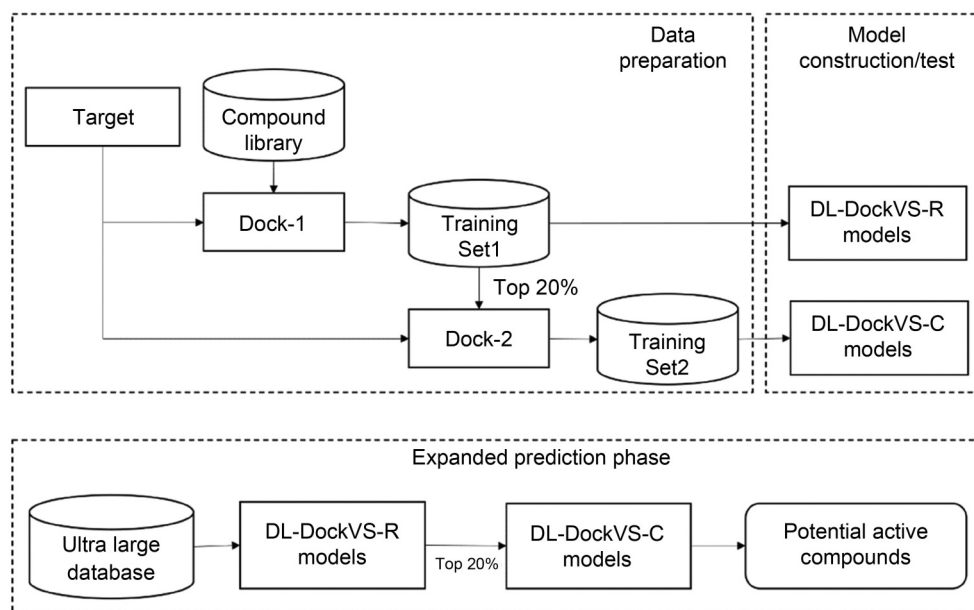 Data
preparation
Model
construction/test
Target
Compound
library
Dock-1
Training
Set1
DL-DockVS-R
models
Top 20%
Dock-2
Training
Set2
DL-DockVS-C
models
Expanded prediction phase
Ultra large
database
DL-DockVS-R
models
Top 20%
DL-DockVS-C
models
Potential active
compounds